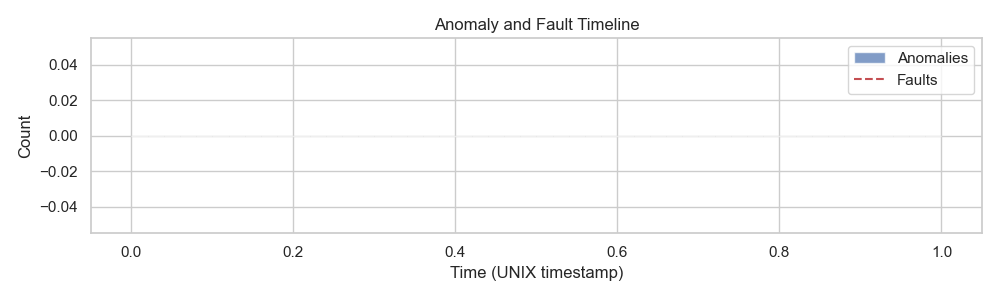 Anomaly and Fault Timeline
Anomalies
Faults
Count
0.04
0.02
0.00
−0.02
−0.04
0.0 0.2 0.4 0.6 0.8 1.0
Time (UNIX timestamp)